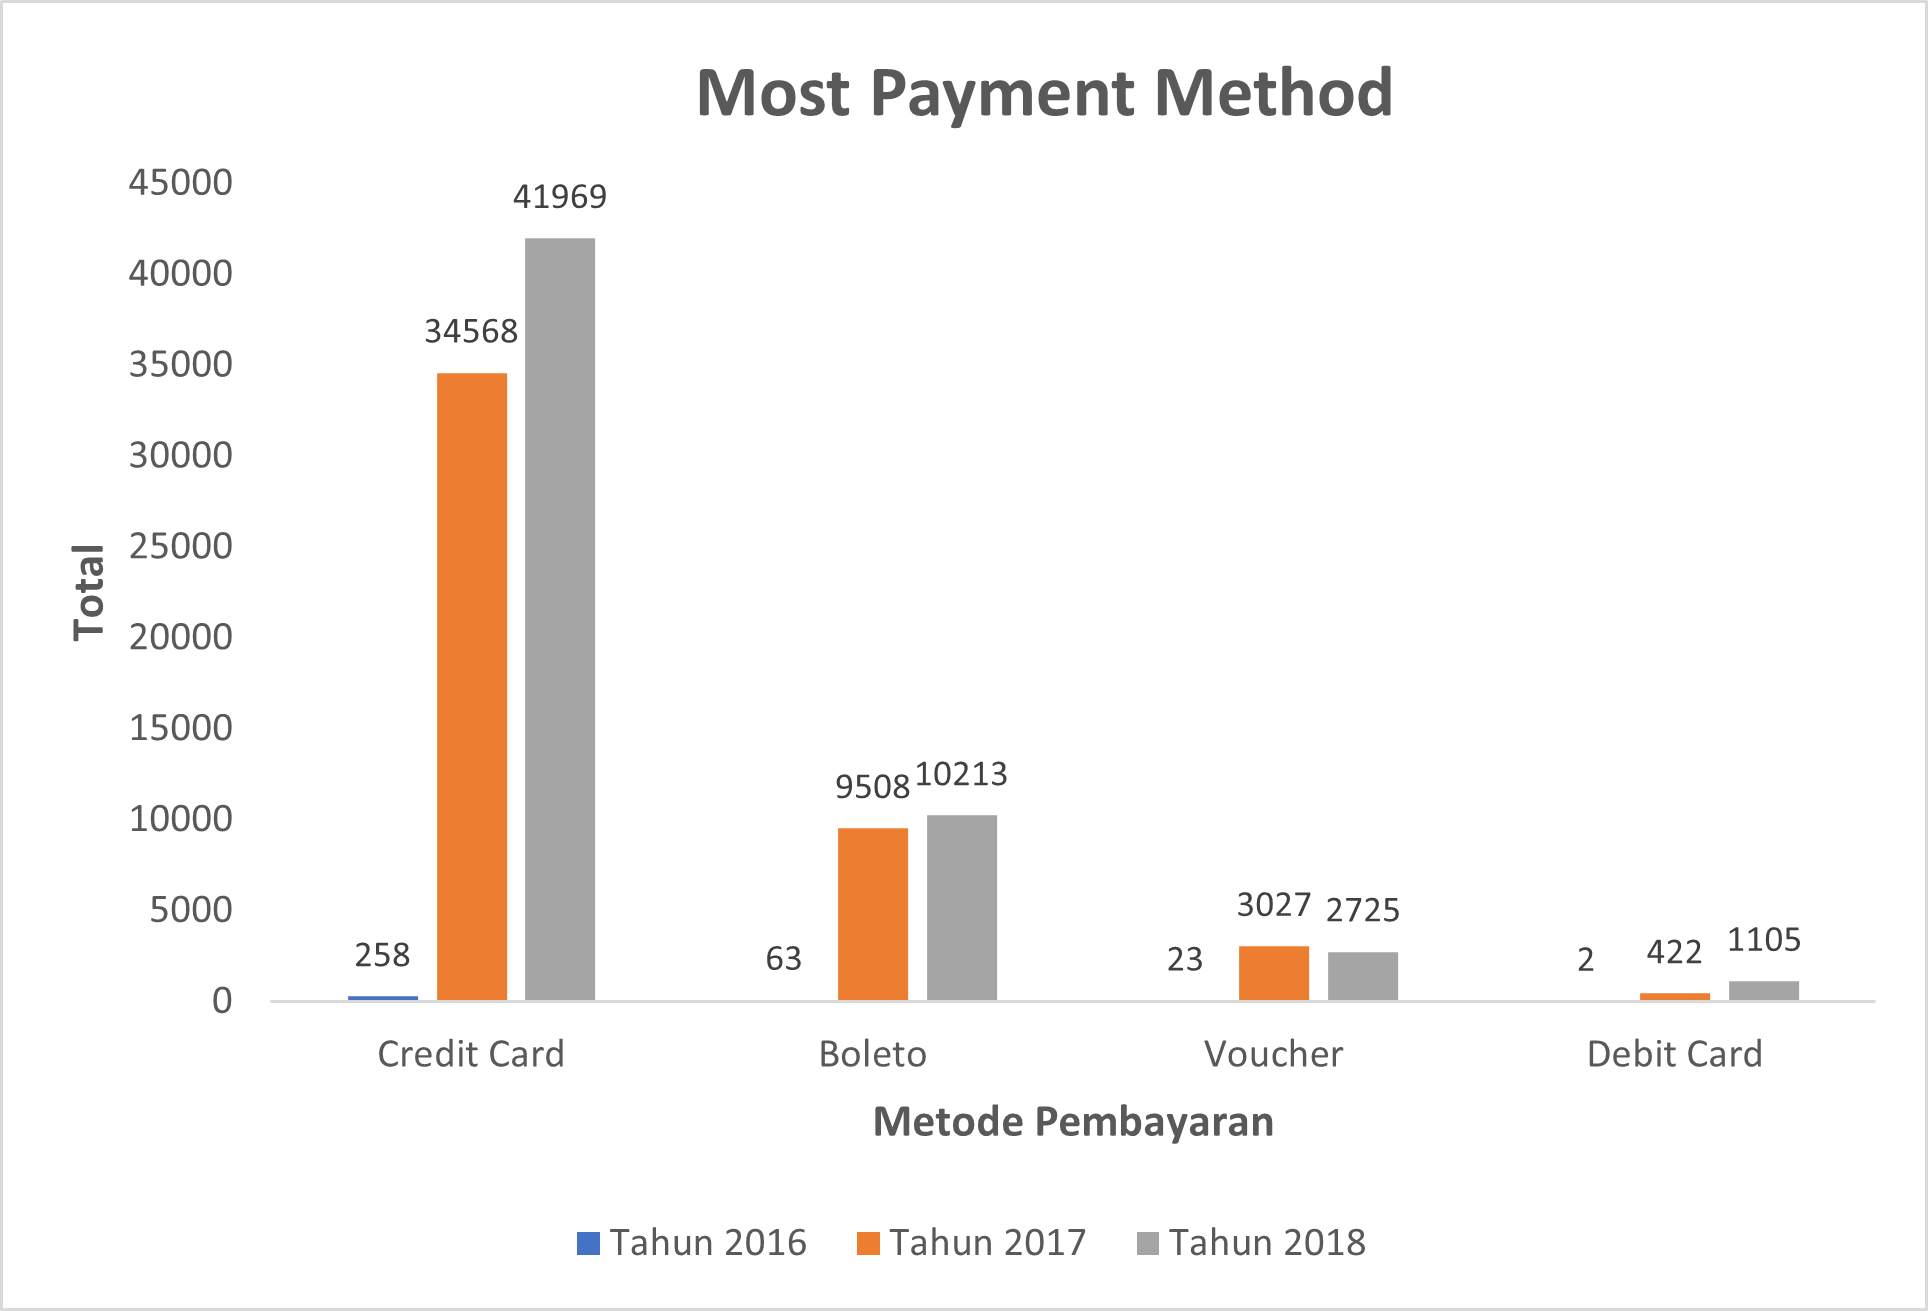 Most Payment Method
45000
40000
35000
30000
25000
20000
15000
10000
5000
0
Total
258
34568
41969
63
9508
10213
23
3027
2725
2
422
1105
Credit Card
Boleto
Voucher
Debit Card
Metode Pembayaran
Tahun 2016
Tahun 2017
Tahun 2018